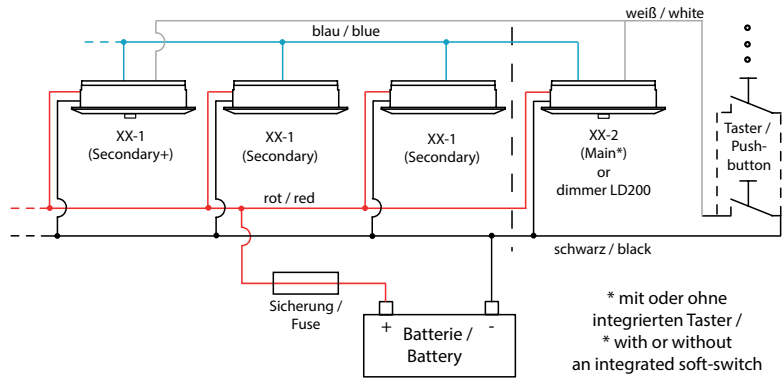 weiß / white
blau / blue
XX-1
(Secondary+)
XX-1
(Secondary)
XX-1
(Secondary)
XX-2
(Main*)
or
dimmer LD200
Taster /
Push-
button
rot / red
schwarz / black
Sicherung /
Fuse
+
-
Batterie /
Battery
* mit oder ohne
integrierten Taster /
* with or without
an integrated soft-switch